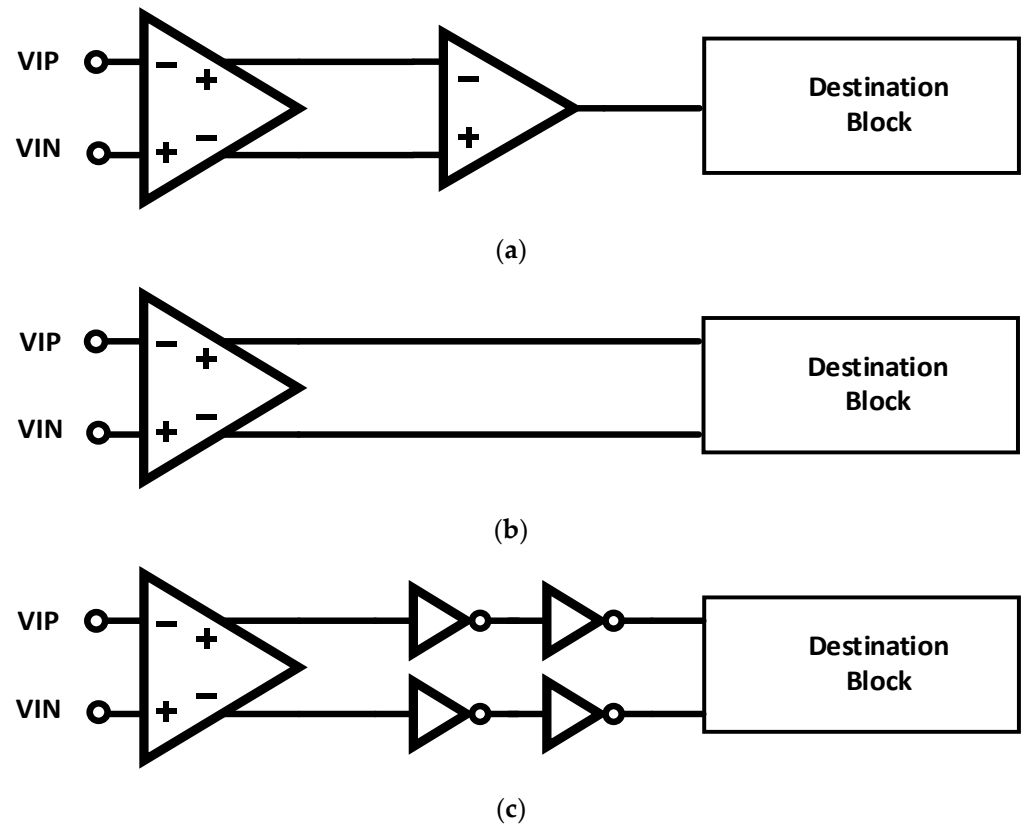 VIP
− +
− Destination
Block
VIN
+ −
+
(a)
VIP
− +
Destination
Block
VIN
+ −
(b)
VIP
− +
Destination
Block
VIN
+ −
(c)